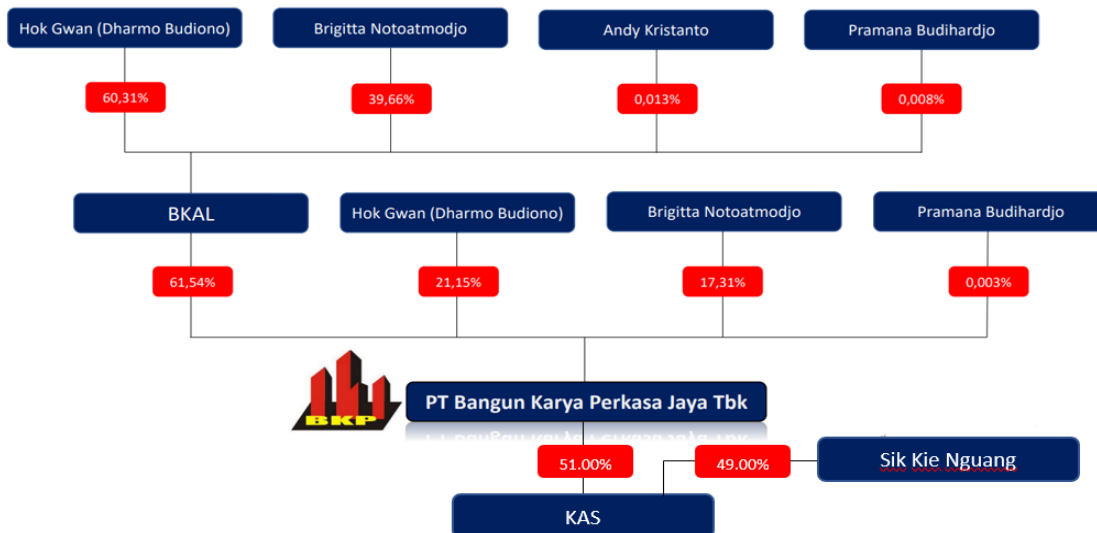 Hok Gwan (Dharmo Budiono)
Brigitta Notoatmodjo
Andy Kristanto
Pramana Budihardjo
60,31%
39,66%
0,013%
0,008%
BKAL
Hok Gwan (Dharmo Budiono)
Brigitta Notoatmodjo
Pramana Budihardjo
61,54%
21,15%
17,31%
0,003%
BKP
PT Bangun Karya Perkasa Jaya Tbk
51.00%
49.00%
Sik Kie Nguang
KAS